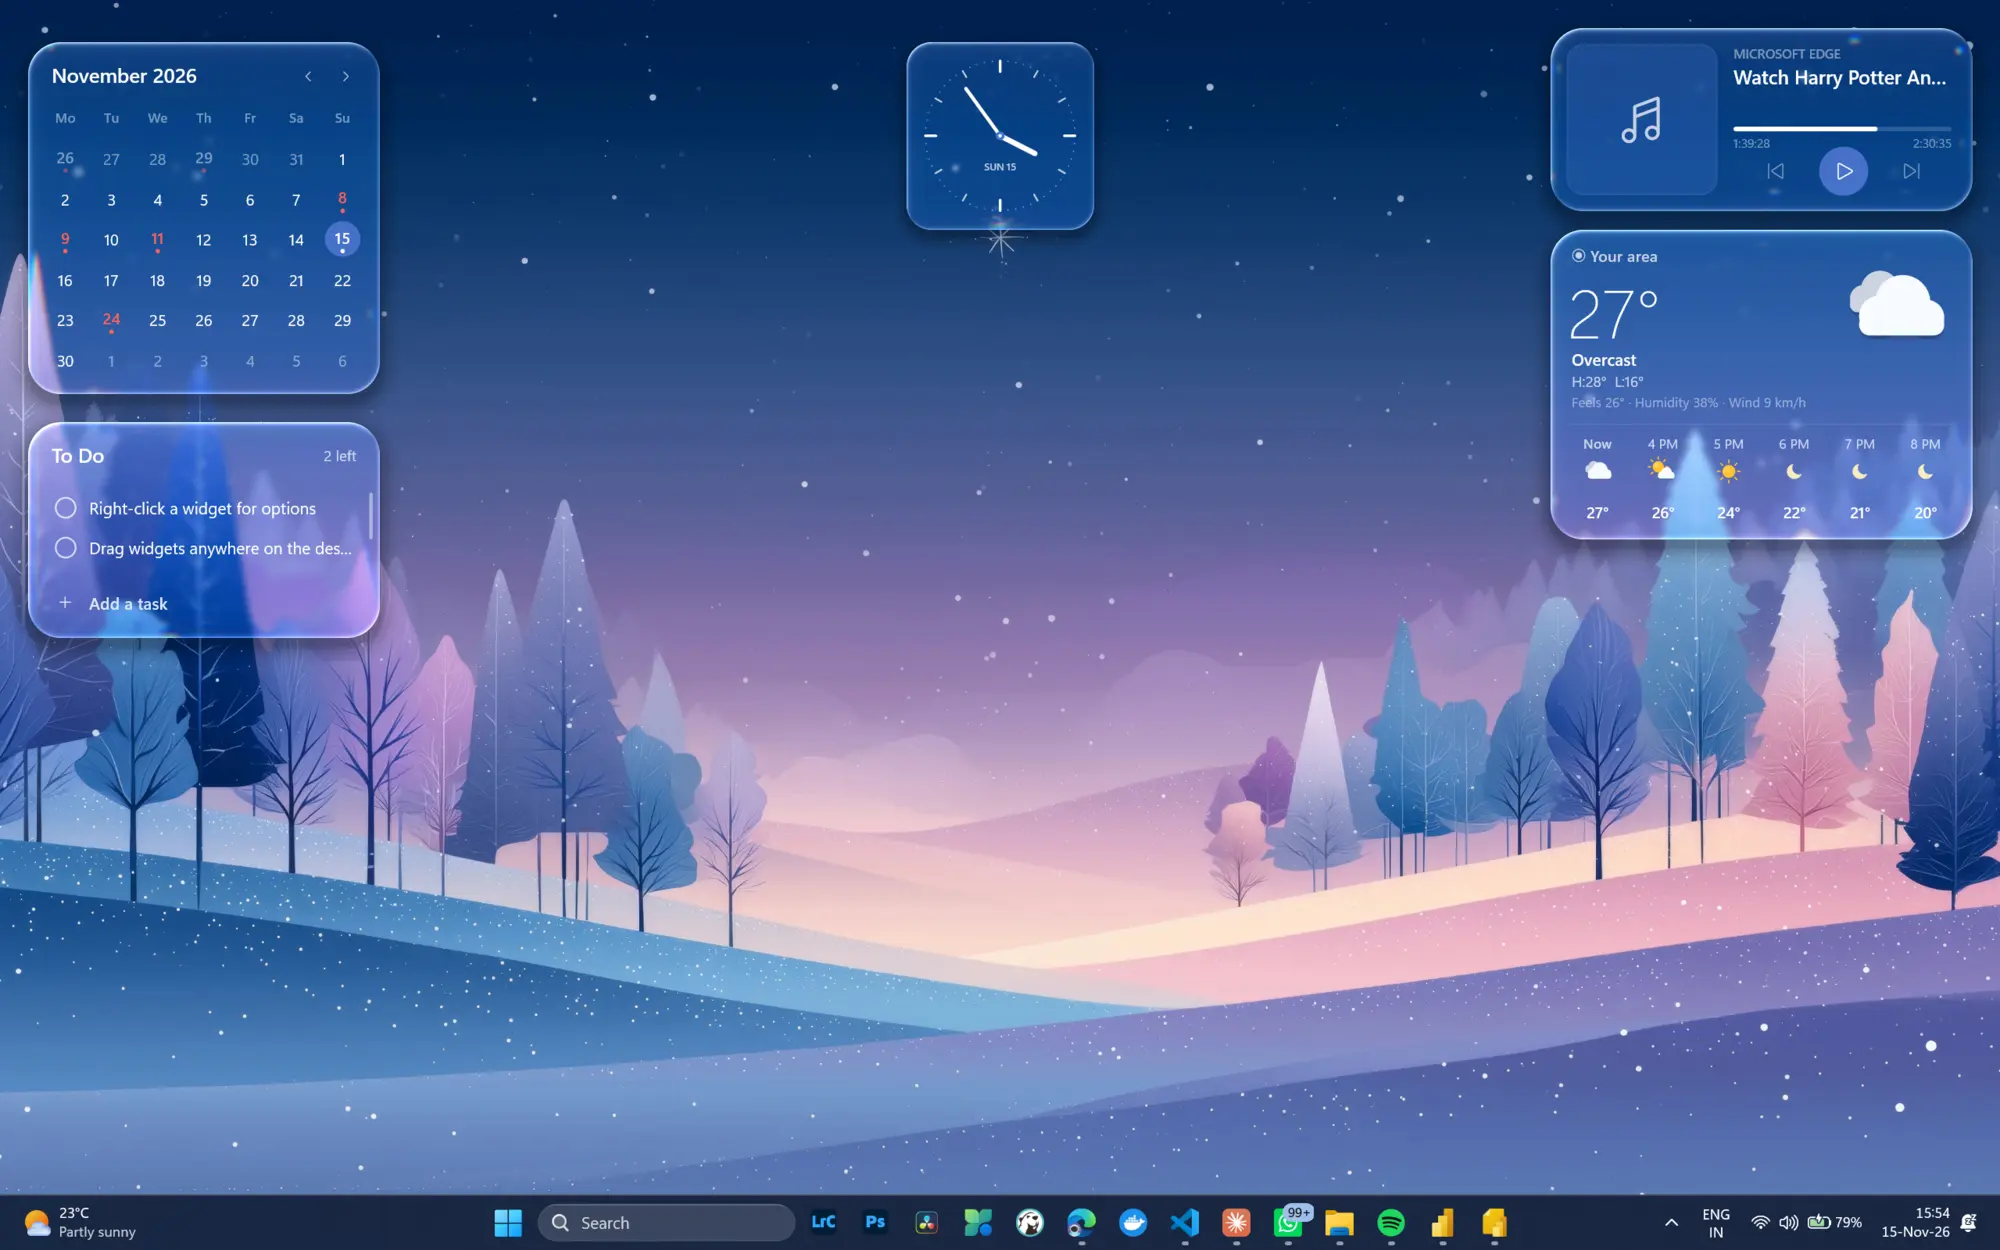 November 2026
Mo Tu We Th Fr Sa Su
26 27 28 29 30 31 1
2 3 4 5 6 7 8
9 10 11 12 13 14 15
16 17 18 19 20 21 22
23 24 25 26 27 28 29
30 1 2 3 4 5 6
To Do 2 left
Right-click a widget for options
Drag widgets anywhere on the des...
+ Add a task
SUN 15
MICROSOFT EDGE
Watch Harry Potter An...
1:39:28 2:30:35
Your area
27°
Overcast
H:28° L:16°
Feels 26° · Humidity 38% · Wind 9 km/h
Now 4 PM 5 PM 6 PM 7 PM 8 PM
27° 26° 24° 22° 21° 20°
23°C
Partly sunny
Search
LrC
Ps
99+
ENG
IN
79%
15:54
15-Nov-26